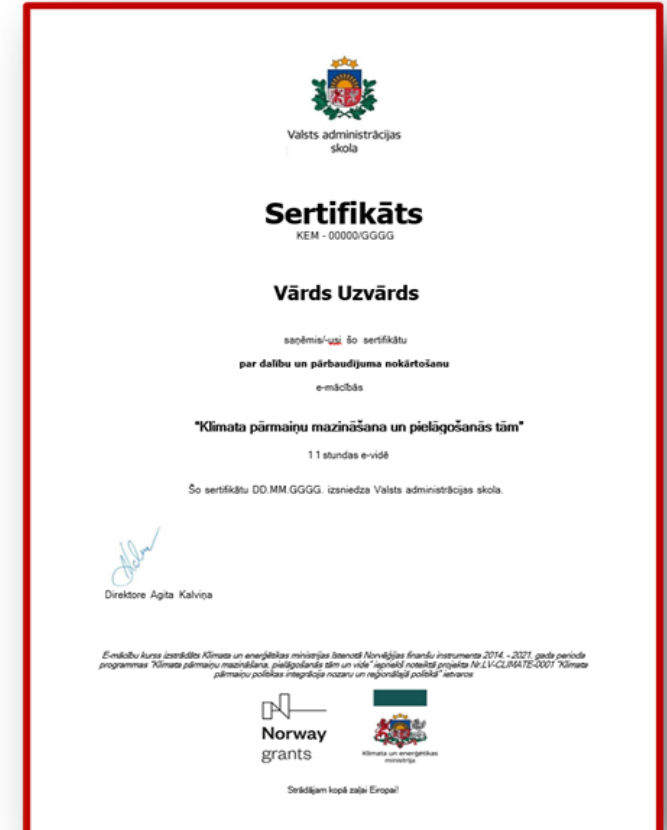 Valsts administrācijas
skola
Sertifikāts
KEM - 00000/GGGG
Vārds Uzvārds
saņēmis/-usi šo sertifikātu
par dalību un pārbaudījuma nokārtošanu
e-mācībās
"Klimata pārmaiņu mazināšana un pielāgošanās tām"
11 stundas e-vidē
Šo sertifikātu DD.MM.GGGG. izsniedza Valsts administrācijas skola.
Direktore Agita Kalviņa
E-mācību kurss izstrādāts Klimata un enerģētikas ministrijas īstenotā Norvēģijas finanšu instrumenta 2014. - 2021. gada perioda
programmas "Klimata pārmaiņu mazināšana, pielāgošanās tām un vide" iepriekš noteiktā projekta Nr.LV-CLIMATE-0001 "Klimata
pārmaiņu politikas integrācija nozaru un reģionālajā politikā" ietvaros
Norway
grants
Klimata un enerģētikas
ministrija
Strādājam kopā zaļai Eiropai!